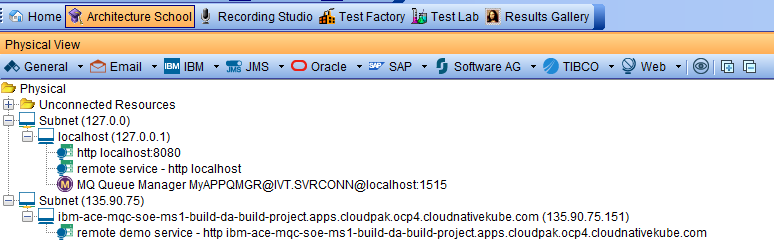 Home Architecture School Recording Studio Test Factory Test Lab Results Gallery
Physical View
General Email IBM IBM JMS JMS Oracle SAP SAP Software AG TIBCO Web
Physical
Unconnected Resources
Subnet (127.0.0)
localhost (127.0.0.1)
http localhost:8080
remote service - http localhost
M MQ Queue Manager MyAPPQMGR@IVT.SVRCONN@localhost:1515
Subnet (135.90.75)
ibm-ace-mqc-soe-ms1-build-da-build-project.apps.cloudpak.ocp4.cloudnativekube.com (135.90.75.151)
remote demo service - http ibm-ace-mqc-soe-ms1-build-da-build-project.apps.cloudpak.ocp4.cloudnativekube.com